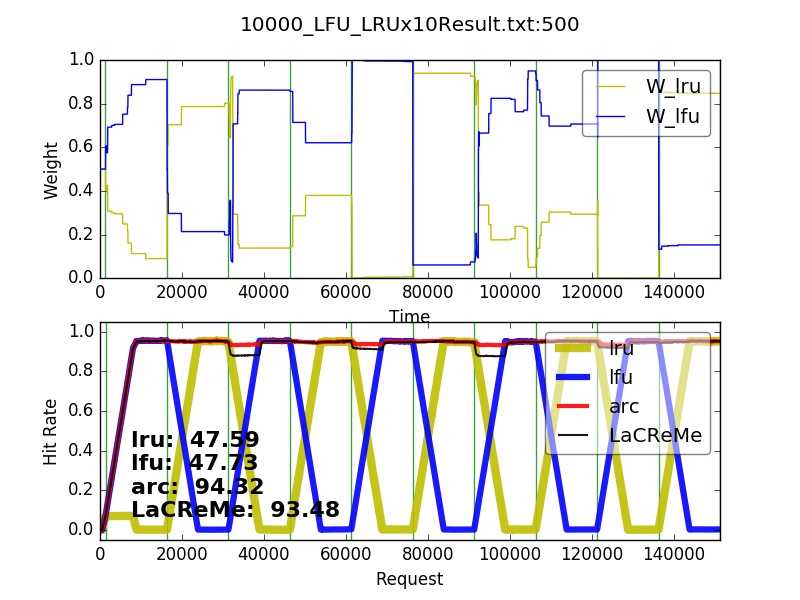 10000_LFU_LRUx10Result.txt:500
1.0
0.8
0.6
0.4
0.2
0.0
Weight
W_lru
W_lfu
0 20000 40000 60000 80000 100000 120000 140000
Time
1.0
0.8
0.6
0.4
0.2
0.0
Hit Rate
lru
lfu
arc
LaCReMe
lru: 47.59
lfu: 47.73
arc: 94.32
LaCReMe: 93.48
0 20000 40000 60000 80000 100000 120000 140000
Request